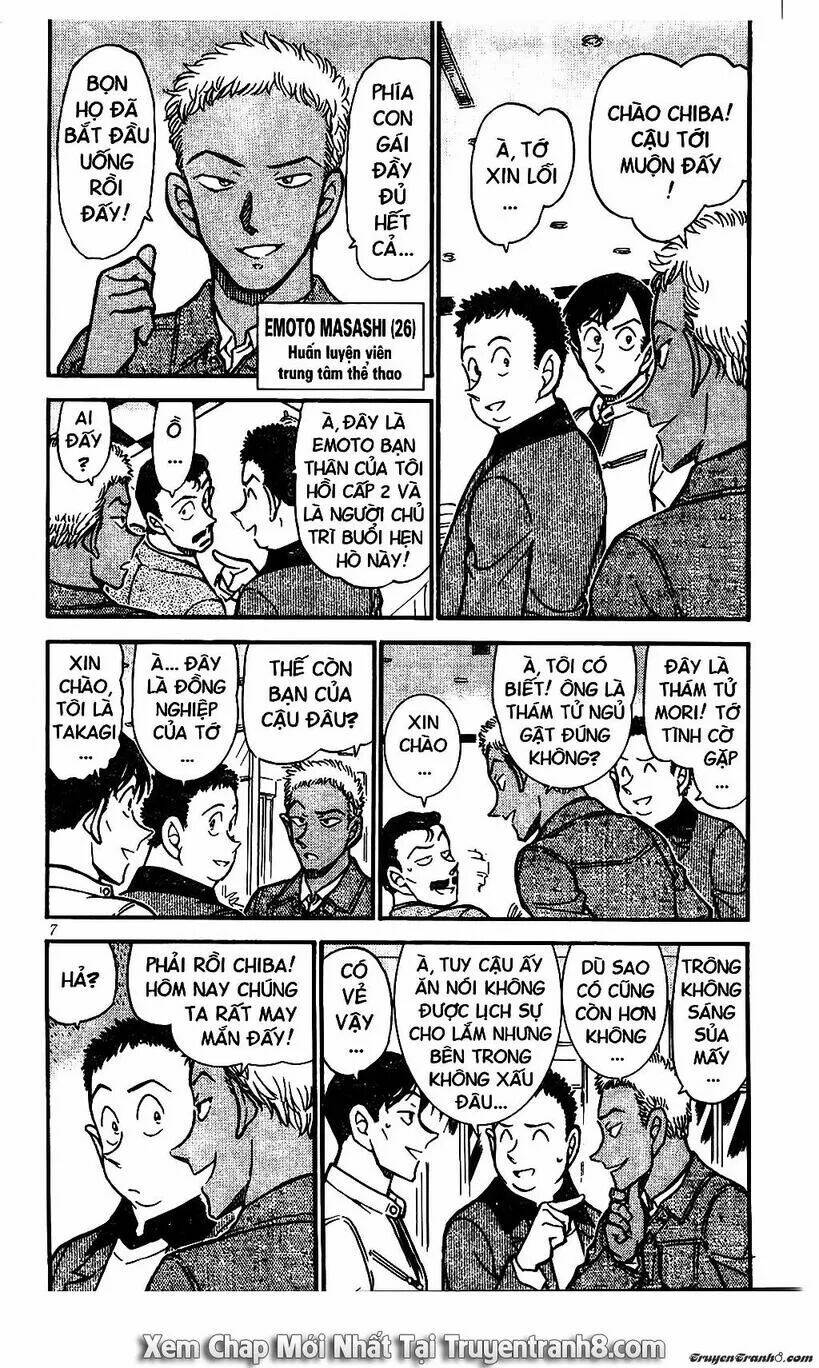 CHÀO CHIBA!
CẬU TỚI
MUỘN ĐẤY
!
À, TỚ
XIN LỖI
...
PHÍA
CON
GÁI
ĐẦY
ĐỦ
HẾT
CẢ...
BỌN
HỌ ĐÃ
BẮT ĐẦU
UỐNG
RỒI
ĐẤY!
EMOTO MASASHI (26)
Huấn luyện viên
trung tâm thể thao
À, ĐÂY LÀ
EMOTO BẠN
THÂN CỦA TÔI
HỒI CẤP 2 VÀ
LÀ NGƯỜI CHỦ
TRÌ BUỔI HẸN
HÒ NÀY!
Ồ
...
AI
ĐẤY?
ĐÂY LÀ
THÁM TỬ
MORI! TỚ
TÌNH CỜ
GẶP
...
À, TÔI CÓ
BIẾT! ÔNG LÀ
THÁM TỬ NGỦ
GẬT ĐÚNG
KHÔNG?
XIN
CHÀO
...
THẾ CÒN
BẠN CỦA
CẬU ĐÂU?
À... ĐÂY
LÀ ĐỒNG
NGHIỆP
CỦA TỚ
...
XIN
CHÀO,
TÔI LÀ
TAKAGI
...
7
TRÔNG
KHÔNG
SÁNG
SỦA
MẤY
...
DÙ SAO
CÓ CŨNG
CÒN HƠN
KHÔNG
...
À, TUY CẬU ẤY
ĂN NÓI KHÔNG
ĐƯỢC LỊCH SỰ
CHO LẮM NHƯNG
BÊN TRONG
KHÔNG XẤU
ĐÂU...
CÓ
VẺ
VẬY
...
PHẢI RỒI CHIBA!
HÔM NAY CHÚNG
TA RẤT MAY
MẮN ĐẤY!
HẢ?
Xem Chap Mới Nhất Tại Truyentranh8.com
TruyenTranh8.com